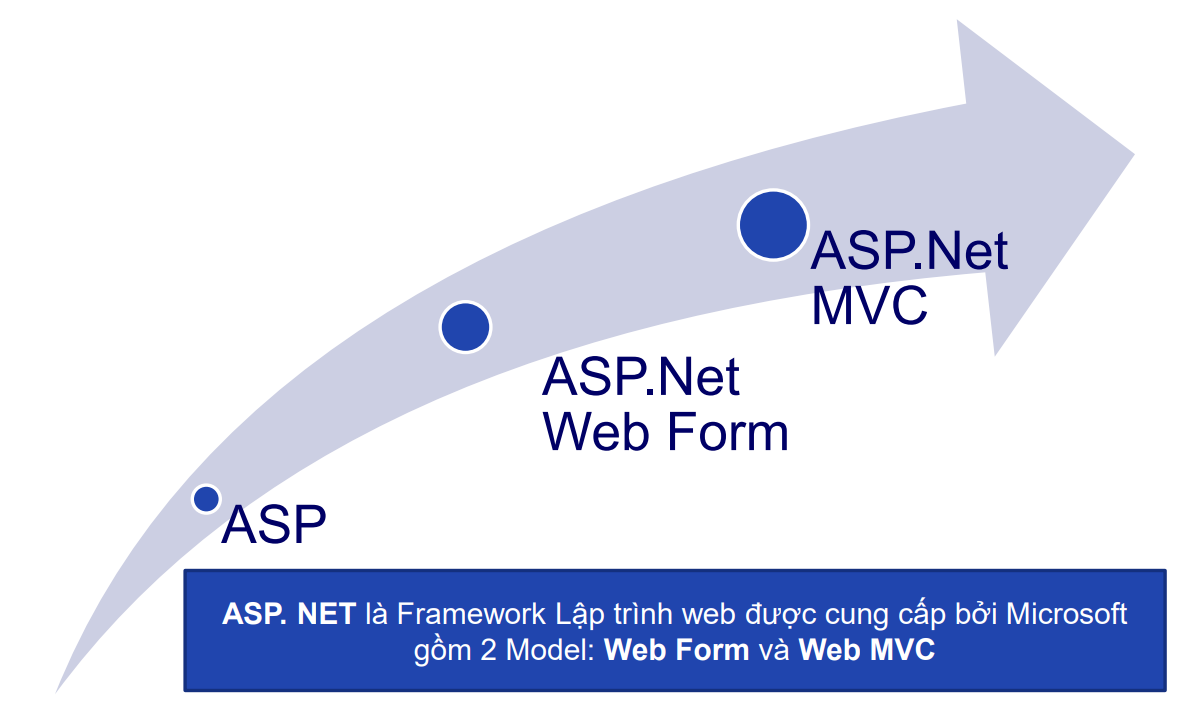 ASP.Net
MVC
ASP.Net
Web Form
ASP
ASP. NET là Framework Lập trình web được cung cấp bởi Microsoft
gồm 2 Model: Web Form và Web MVC